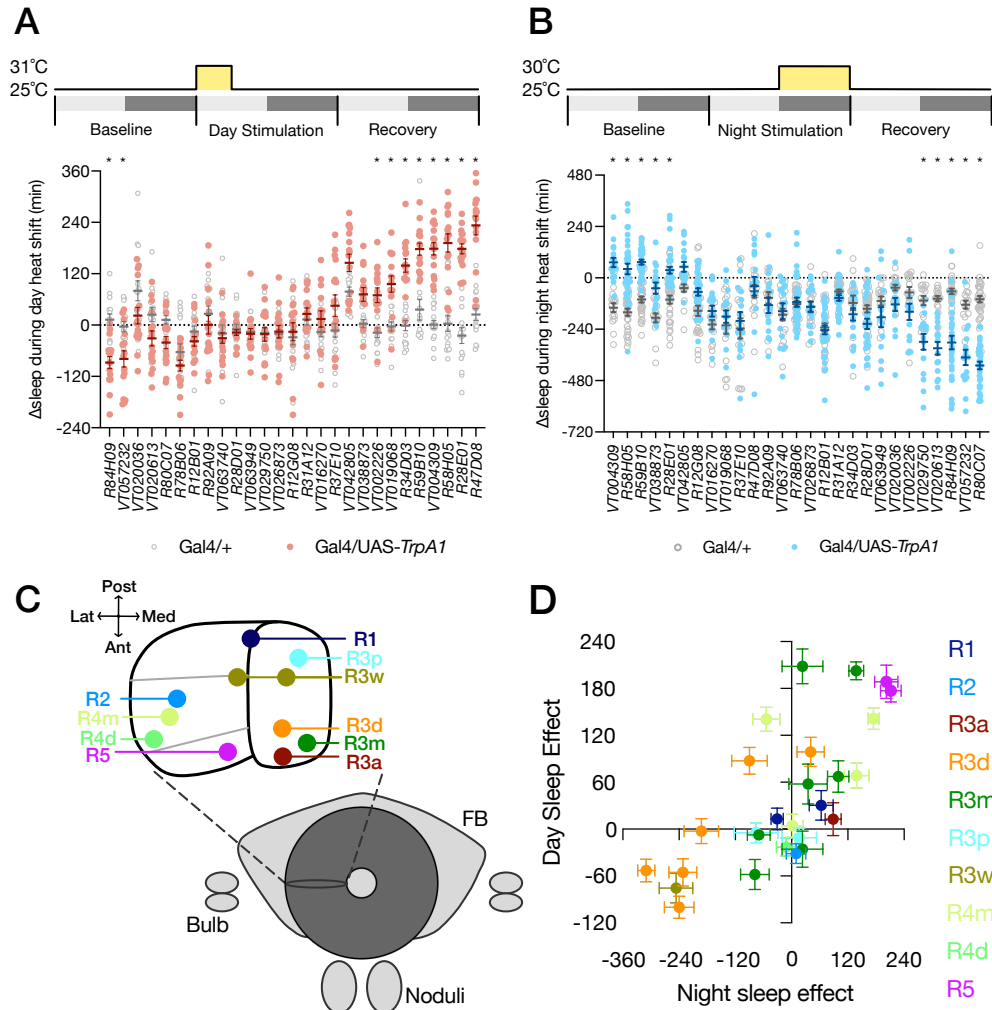 A
31°C
25°C
Baseline
Day Stimulation
Recovery
* * * * * * * * * *
Δsleep during day heat shift (min)
360
240
120
0
-120
-240
R84H09
VT057232
VT020036
VT020613
R80C07
R78B06
R12B01
R92A09
VT063740
R28D01
VT063949
VT029750
VT026873
R12G08
R31A12
VT016270
R37E10
VT042805
VT038873
VT002226
VT019068
R34D03
R59B10
VT004309
R58H05
R28E01
R47D08
Gal4/+
Gal4/UAS-TrpA1
B
30°C
25°C
Baseline
Night Stimulation
Recovery
* * * * * * * * * *
Δsleep during night heat shift (min)
480
240
0
-240
-480
-720
VT004309
R58H05
R59B10
VT038873
R28E01
VT042805
R12G08
VT016270
VT019068
R37E10
R47D08
R92A09
VT063740
R78B06
VT026873
R12B01
R31A12
R34D03
R28D01
VT063949
VT020036
VT002226
VT029750
VT020613
R84H09
VT057232
R80C07
Gal4/+
Gal4/UAS-TrpA1
C
Post
Lat
Med
Ant
R1
R3p
R3w
R2
R4m
R4d
R5
R3d
R3m
R3a
FB
Bulb
Noduli
D
Day Sleep Effect
240
180
120
60
0
-60
-120
-360
-240
-120
0
120
240
Night sleep effect
R1
R2
R3a
R3d
R3m
R3p
R3w
R4m
R4d
R5